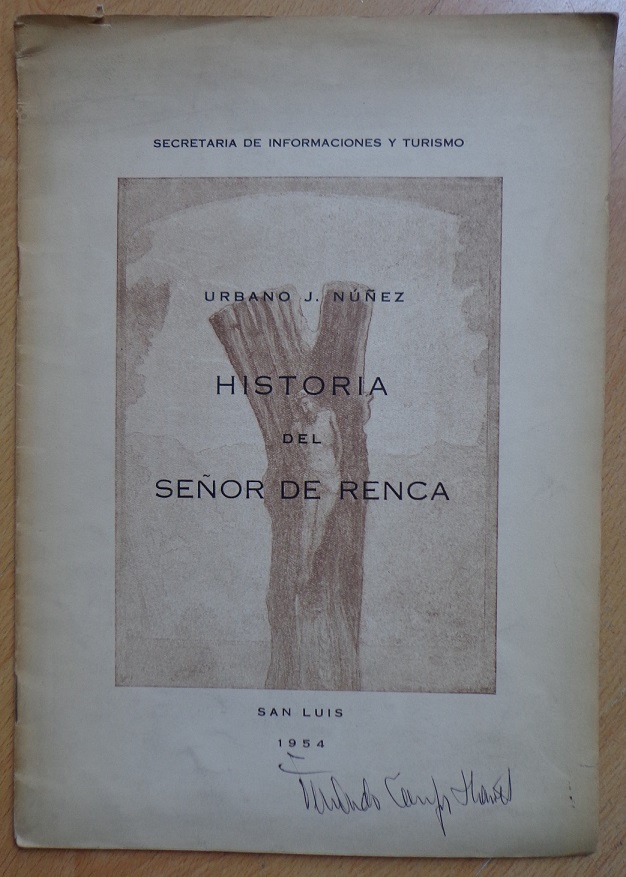 SECRETARIA DE INFORMACIONES Y TURISMO
URBANO J. NÚÑEZ
HISTORIA
DEL
SEÑOR DE RENCA
SAN LUIS
1954